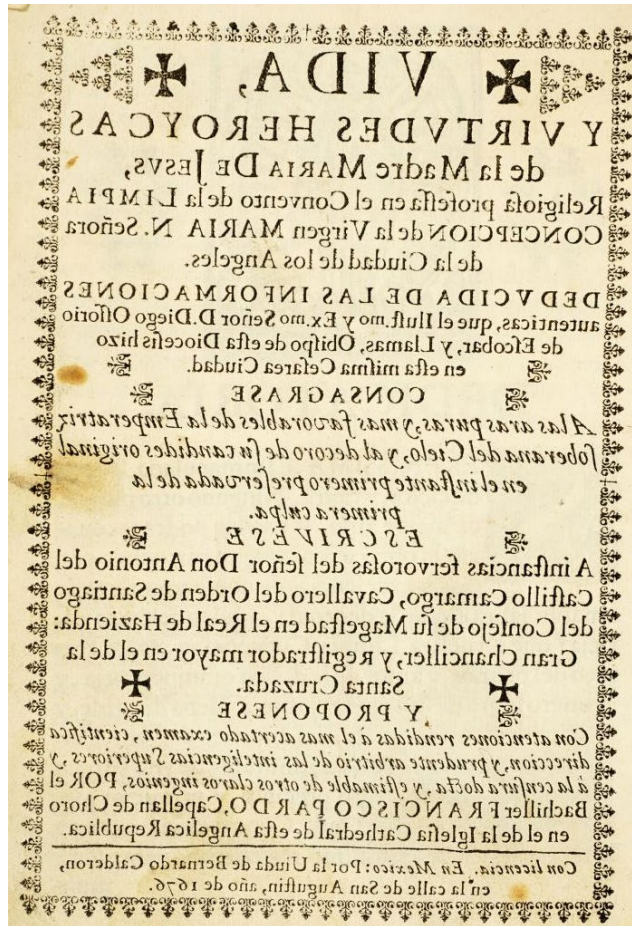 VIDA,
Y VIRTVDES HEROYCAS
de la Madre MARIA DE JESVS,
Religioſa profeſſa en el Convento de la LIMPIA
CONCEPCION de la Virgen MARIA N. Señora
de la Ciudad de los Angeles.
DEDVCIDA DE LAS INFORMACIONES
autenticas, que el Illuſt.mo y Ex.mo Señor D. Diego Oſſorio
de Eſcobar, y Llamas, Obiſpo de eſta Dioceſis hizo
en eſta miſma Ceſarea Ciudad.
CONSAGRASE
A las aras puras, y mas favorables de la Emperatriz
ſoberana del Cielo, y al decoro de ſu candides original
en el inſtante primero preſervada de la
primera culpa.
ESCRIVESE
A inſtancias fervoroſas del ſeñor Don Antonio del
Caſtillo Camargo, Cavallero del Orden de Santiago
del Conſejo de ſu Mageſtad en el Real de Hazienda:
Gran Chanciller, y Regiſtrador mayor en el de la
Santa Cruzada.
Y PROPONESE
Con atenciones rendidas à el mas acertado examen, cientifica
direccion, y prudente arbitrio de las inteligencias Superiores, y
à la cenſura docta, y eſtimable de otros claros ingenios, POR el
Bachiller FRANCISCO PARDO, Capellan de Choro
en el de la Igleſia Cathedral de eſta Angelica Republica.
Con licencia. En Mexico: Por la Uiuda de Bernardo Calderon,
en la calle de San Auguſtin, año de 1676.